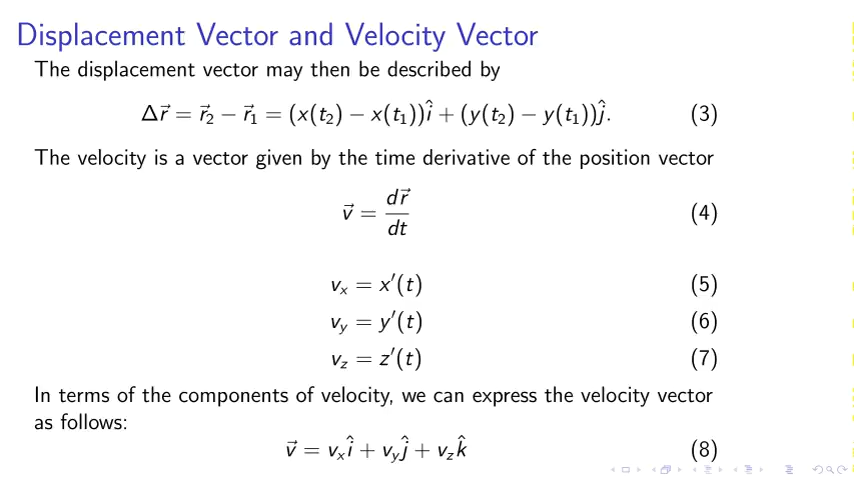 Displacement Vector and Velocity Vector
The displacement vector may then be described by
Δr⃗ = r⃗₂ − r⃗₁ = (x(t₂) − x(t₁))î + (y(t₂) − y(t₁))ĵ. (3)
The velocity is a vector given by the time derivative of the position vector
v⃗ = dr⃗/dt (4)
vₓ = x′(t) (5)
v_y = y′(t) (6)
v_z = z′(t) (7)
In terms of the components of velocity, we can express the velocity vector
as follows:
v⃗ = vₓî + v_yĵ + v_zk̂ (8)